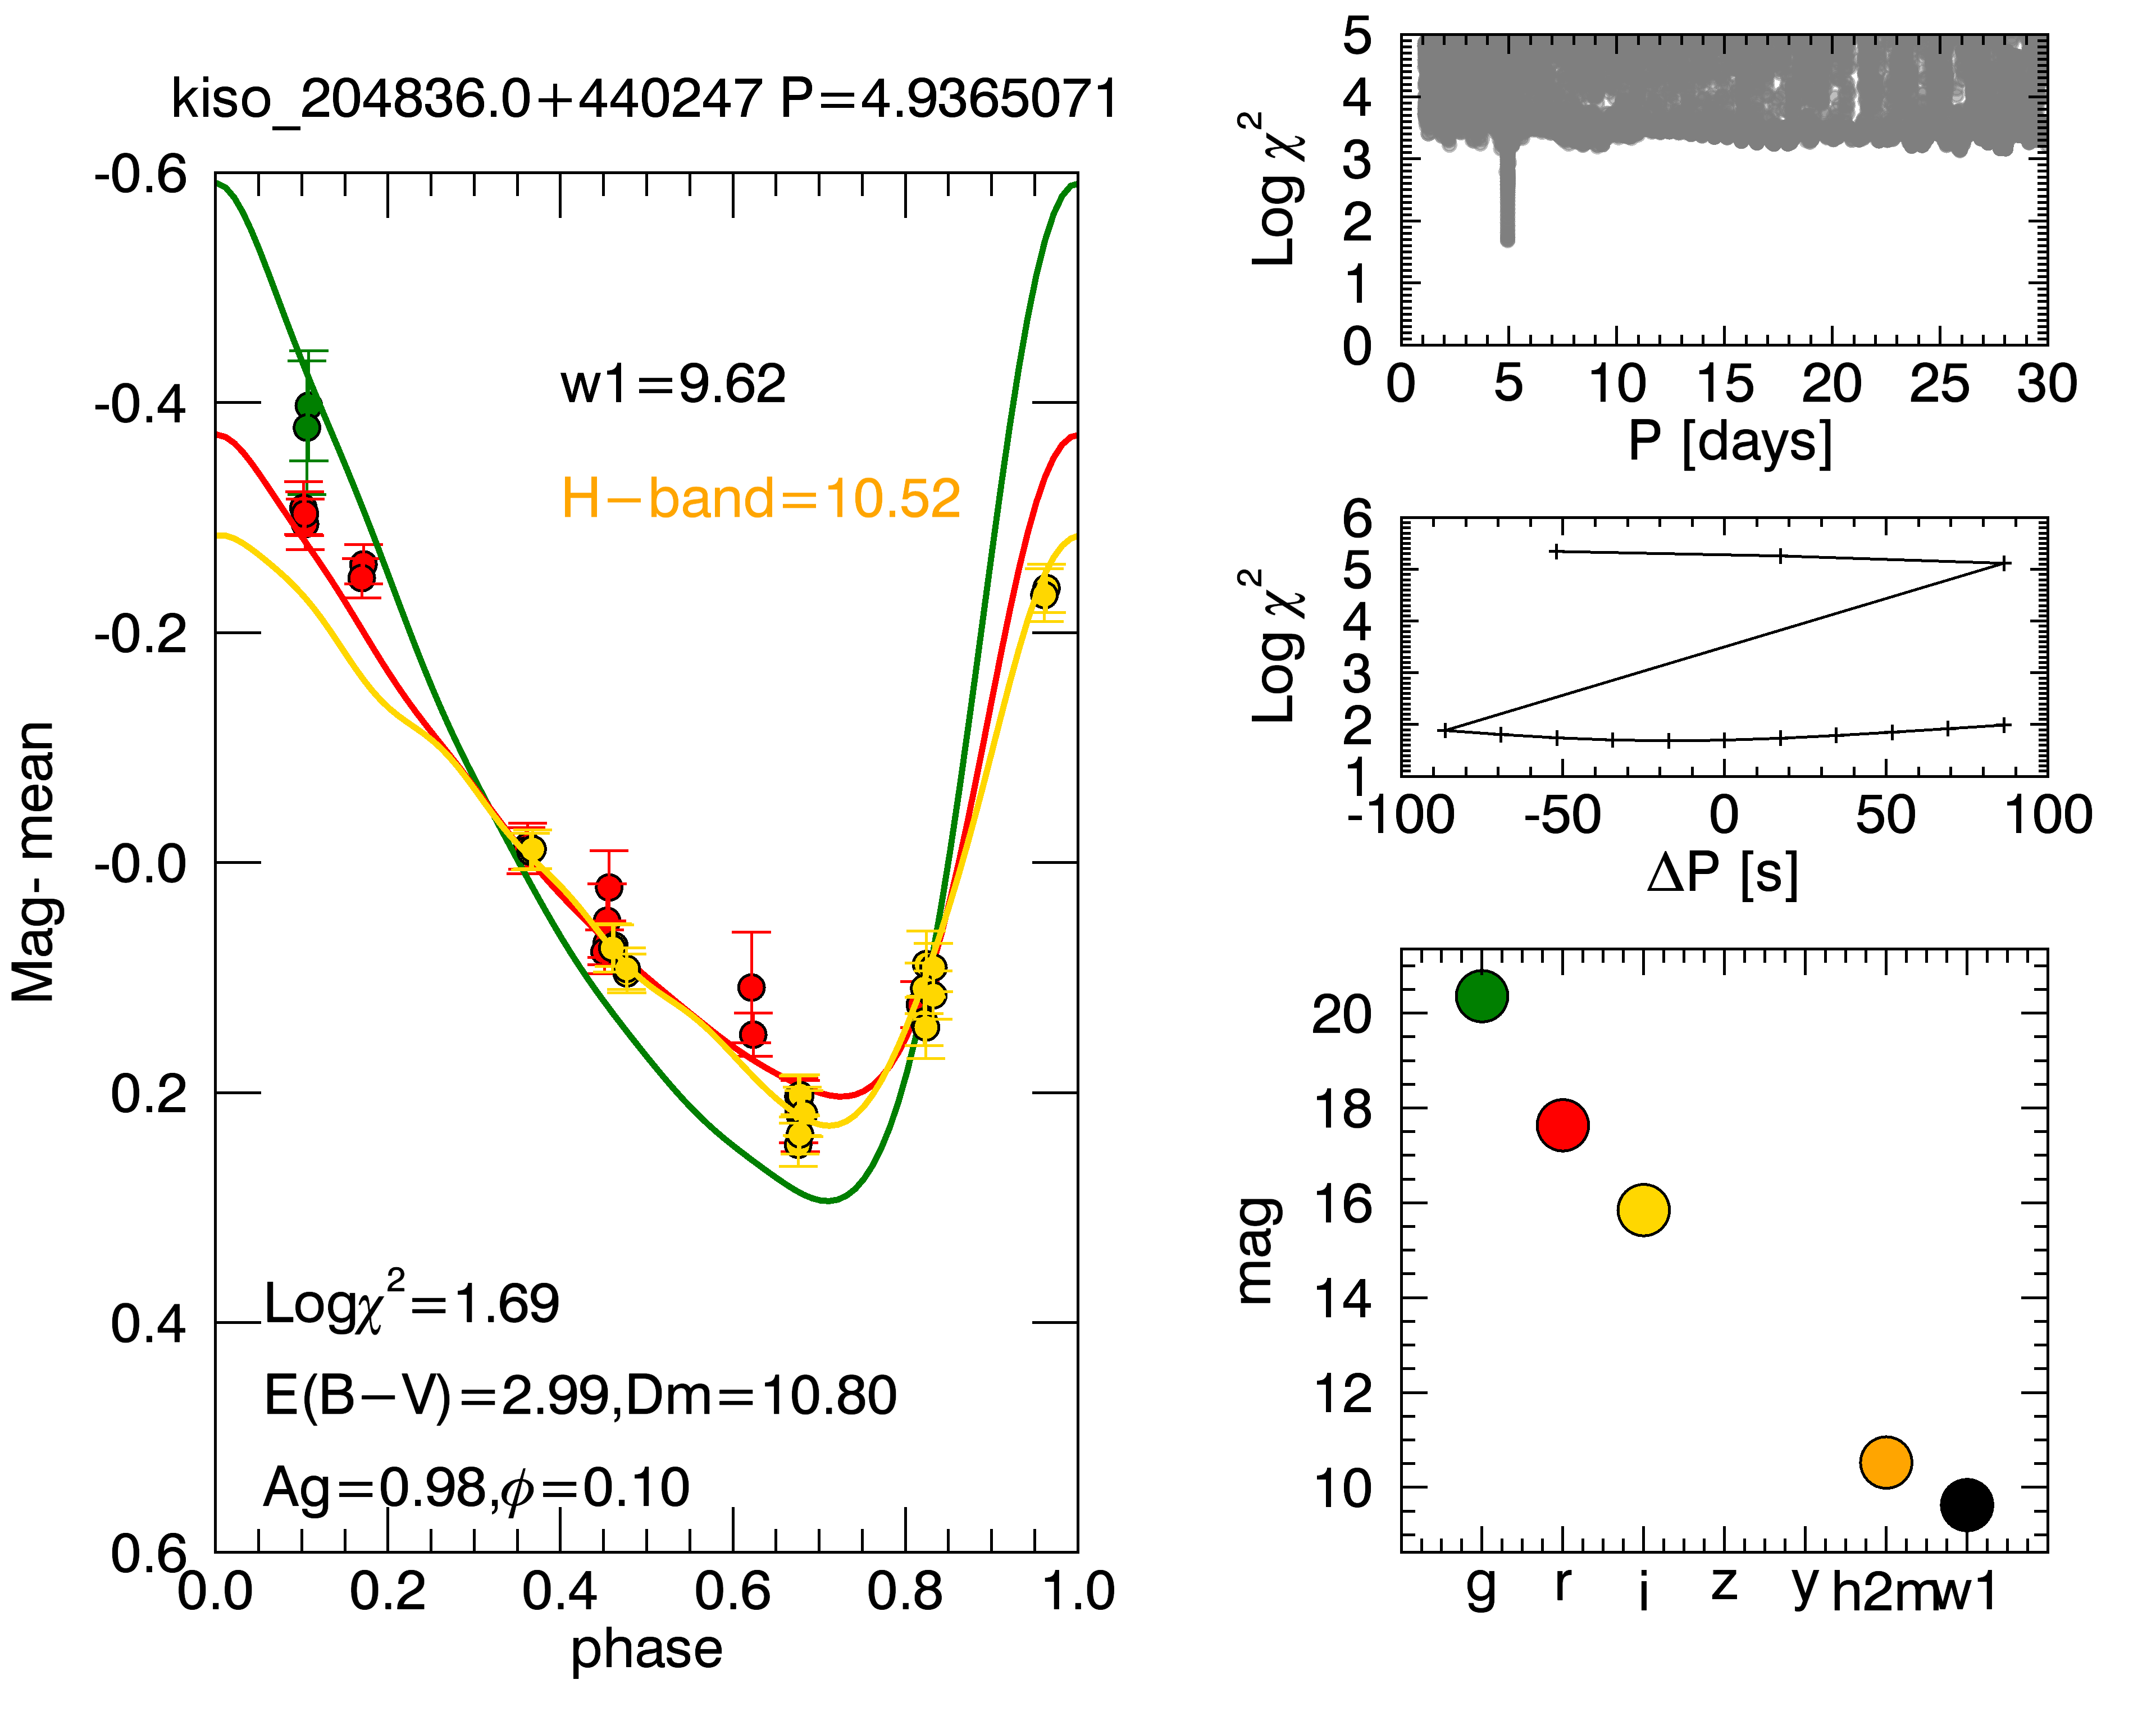 kiso_204836.0+440247 P=4.9365071
-0.6
-0.4
-0.2
-0.0
0.2
0.4
0.6
Mag- mean
w1=9.62
H−band=10.52
Logχ²=1.69
E(B−V)=2.99,Dm=10.80
Ag=0.98,ϕ=0.10
0.0 0.2 0.4 0.6 0.8 1.0
phase
5
4
3
2
1
0
Log χ²
0 5 10 15 20 25 30
P [days]
6
5
4
3
2
1
Log χ²
-100 -50 0 50 100
ΔP [s]
20
18
16
14
12
10
mag
g r i z y h2m w1